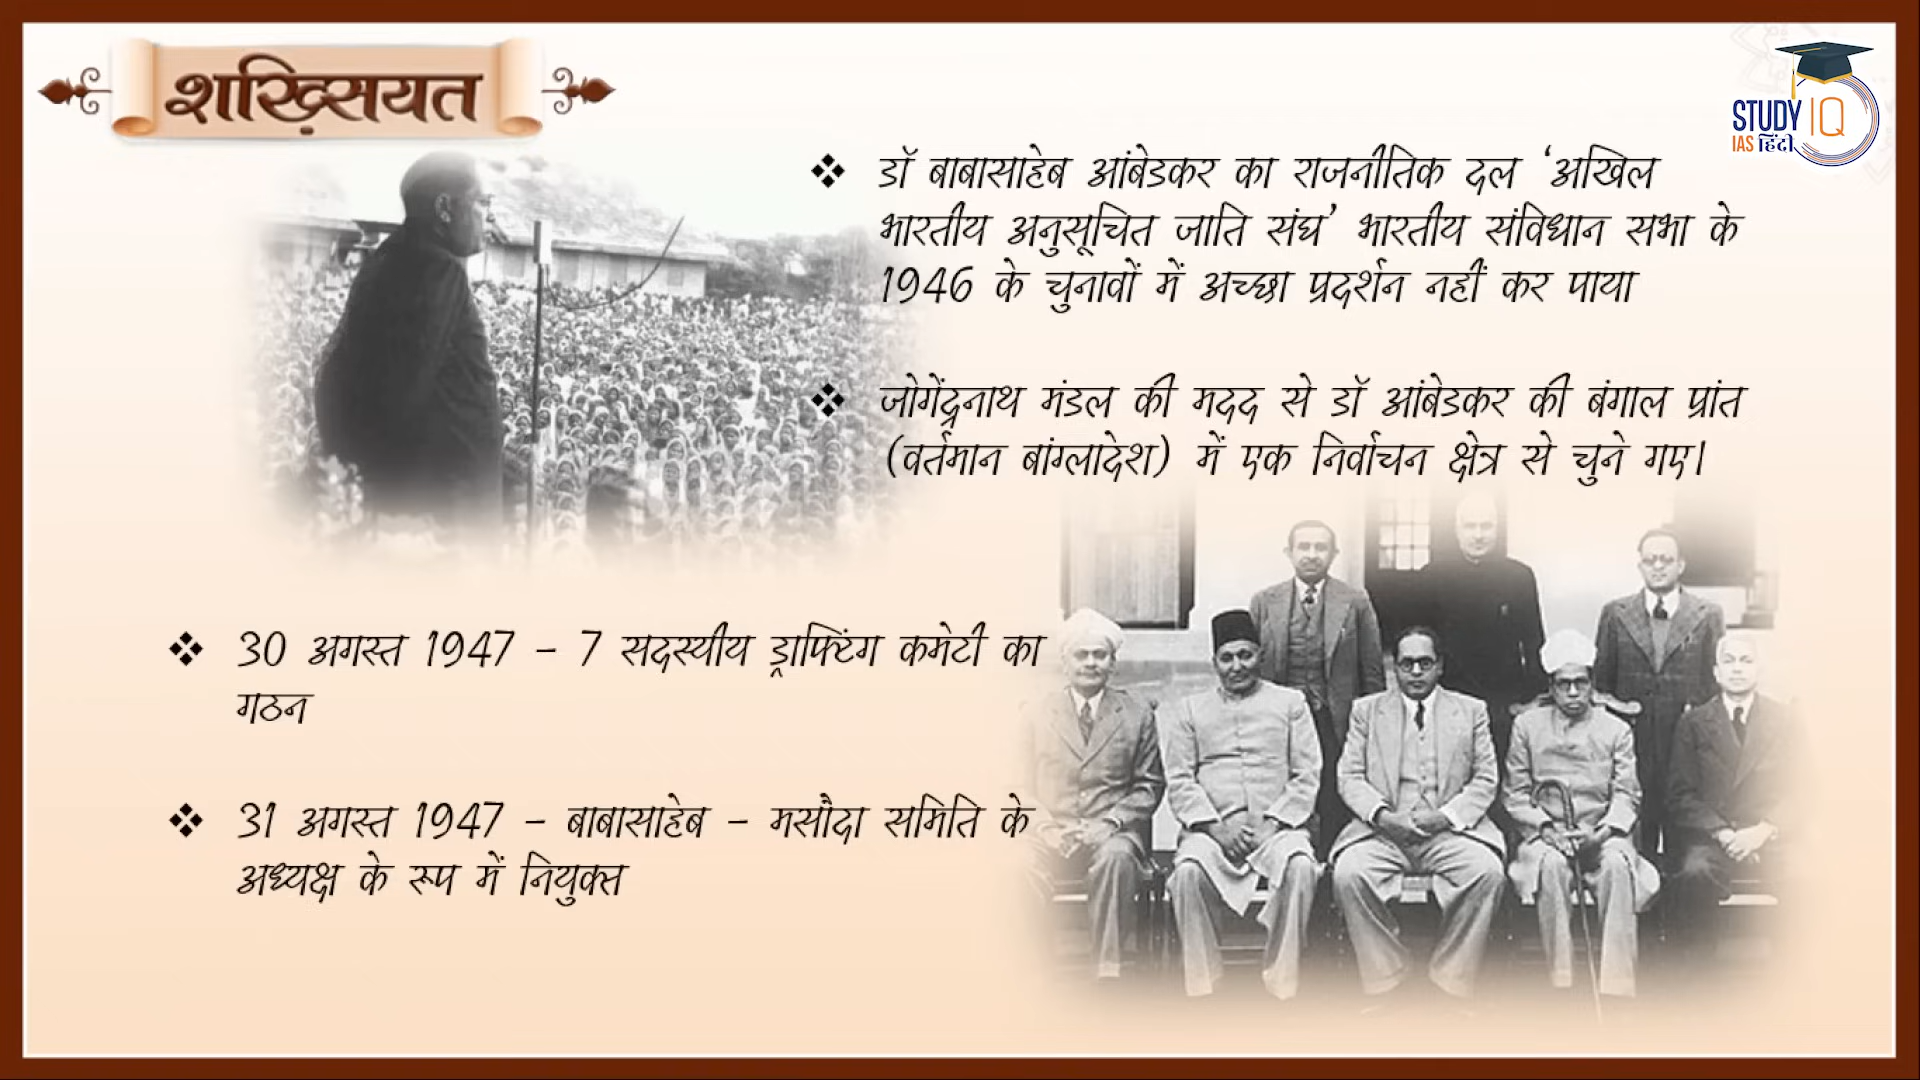 शख़्सियत
STUDY IQ
IAS हिंदी
❖ डॉ बाबासाहेब आंबेडकर का राजनीतिक दल ‘अखिल
भारतीय अनुसूचित जाति संघ’ भारतीय संविधान सभा के
1946 के चुनावों में अच्छा प्रदर्शन नहीं कर पाया
❖ जोगेंद्रनाथ मंडल की मदद से डॉ आंबेडकर की बंगाल प्रांत
(वर्तमान बांग्लादेश) में एक निर्वाचन क्षेत्र से चुने गए।
❖ 30 अगस्त 1947 – 7 सदस्यीय ड्राफ्टिंग कमेटी का
गठन
❖ 31 अगस्त 1947 – बाबासाहेब – मसौदा समिति के
अध्यक्ष के रूप में नियुक्त